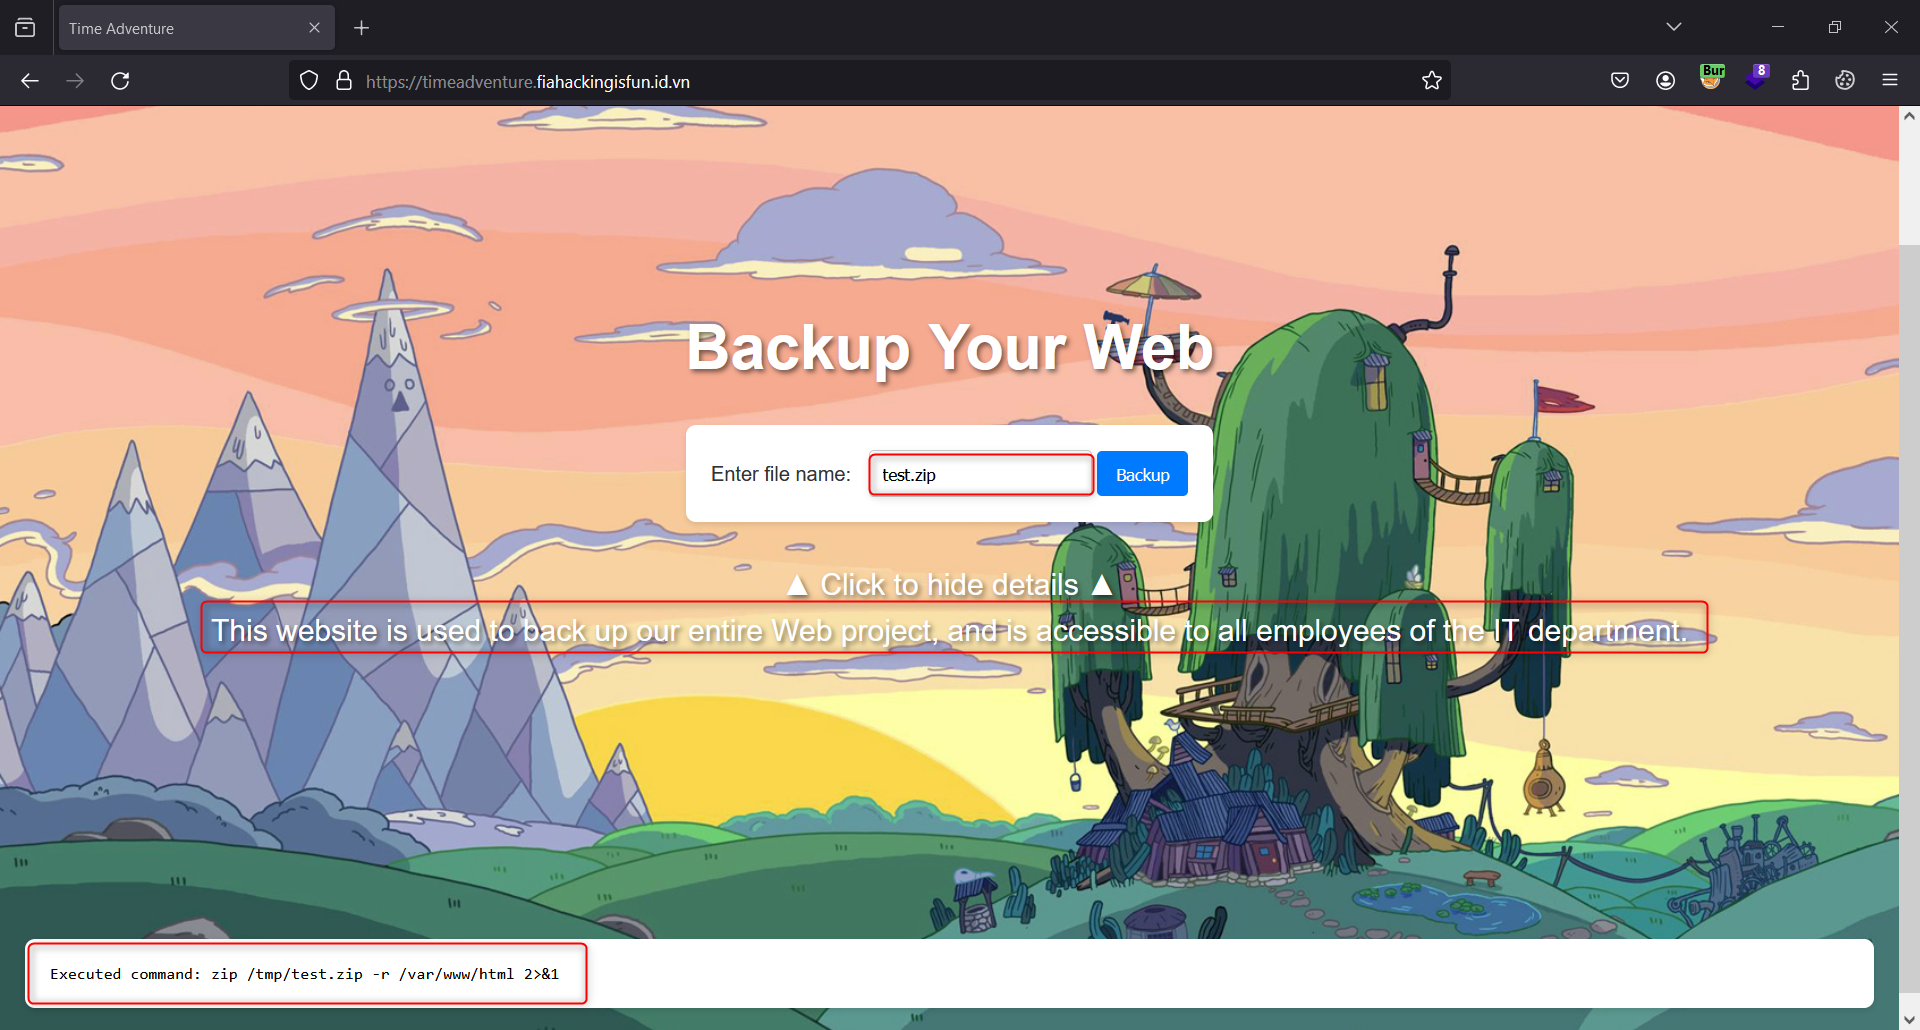 Time Adventure
https://timeadventure.fiahackingisfun.id.vn
Bur
8
Backup Your Web
Enter file name:
test.zip
Backup
▲ Click to hide details ▲
This website is used to back up our entire Web project, and is accessible to all employees of the IT department.
Executed command: zip /tmp/test.zip -r /var/www/html 2>&1